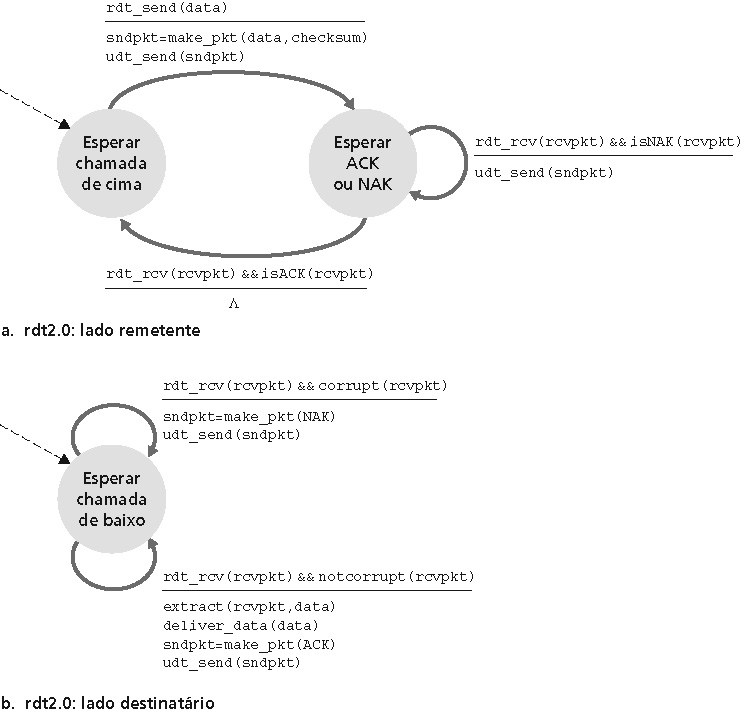 rdt_send(data)
sndpkt=make_pkt(data,checksum)
udt_send(sndpkt)
Esperar
chamada
de cima
Esperar
ACK
ou NAK
rdt_rcv(rcvpkt) && isNAK(rcvpkt)
udt_send(sndpkt)
rdt_rcv(rcvpkt) && isACK(rcvpkt)
Λ
a. rdt2.0: lado remetente
rdt_rcv(rcvpkt) && corrupt(rcvpkt)
sndpkt=make_pkt(NAK)
udt_send(sndpkt)
Esperar
chamada
de baixo
rdt_rcv(rcvpkt) && notcorrupt(rcvpkt)
extract(rcvpkt,data)
deliver_data(data)
sndpkt=make_pkt(ACK)
udt_send(sndpkt)
b. rdt2.0: lado destinatário